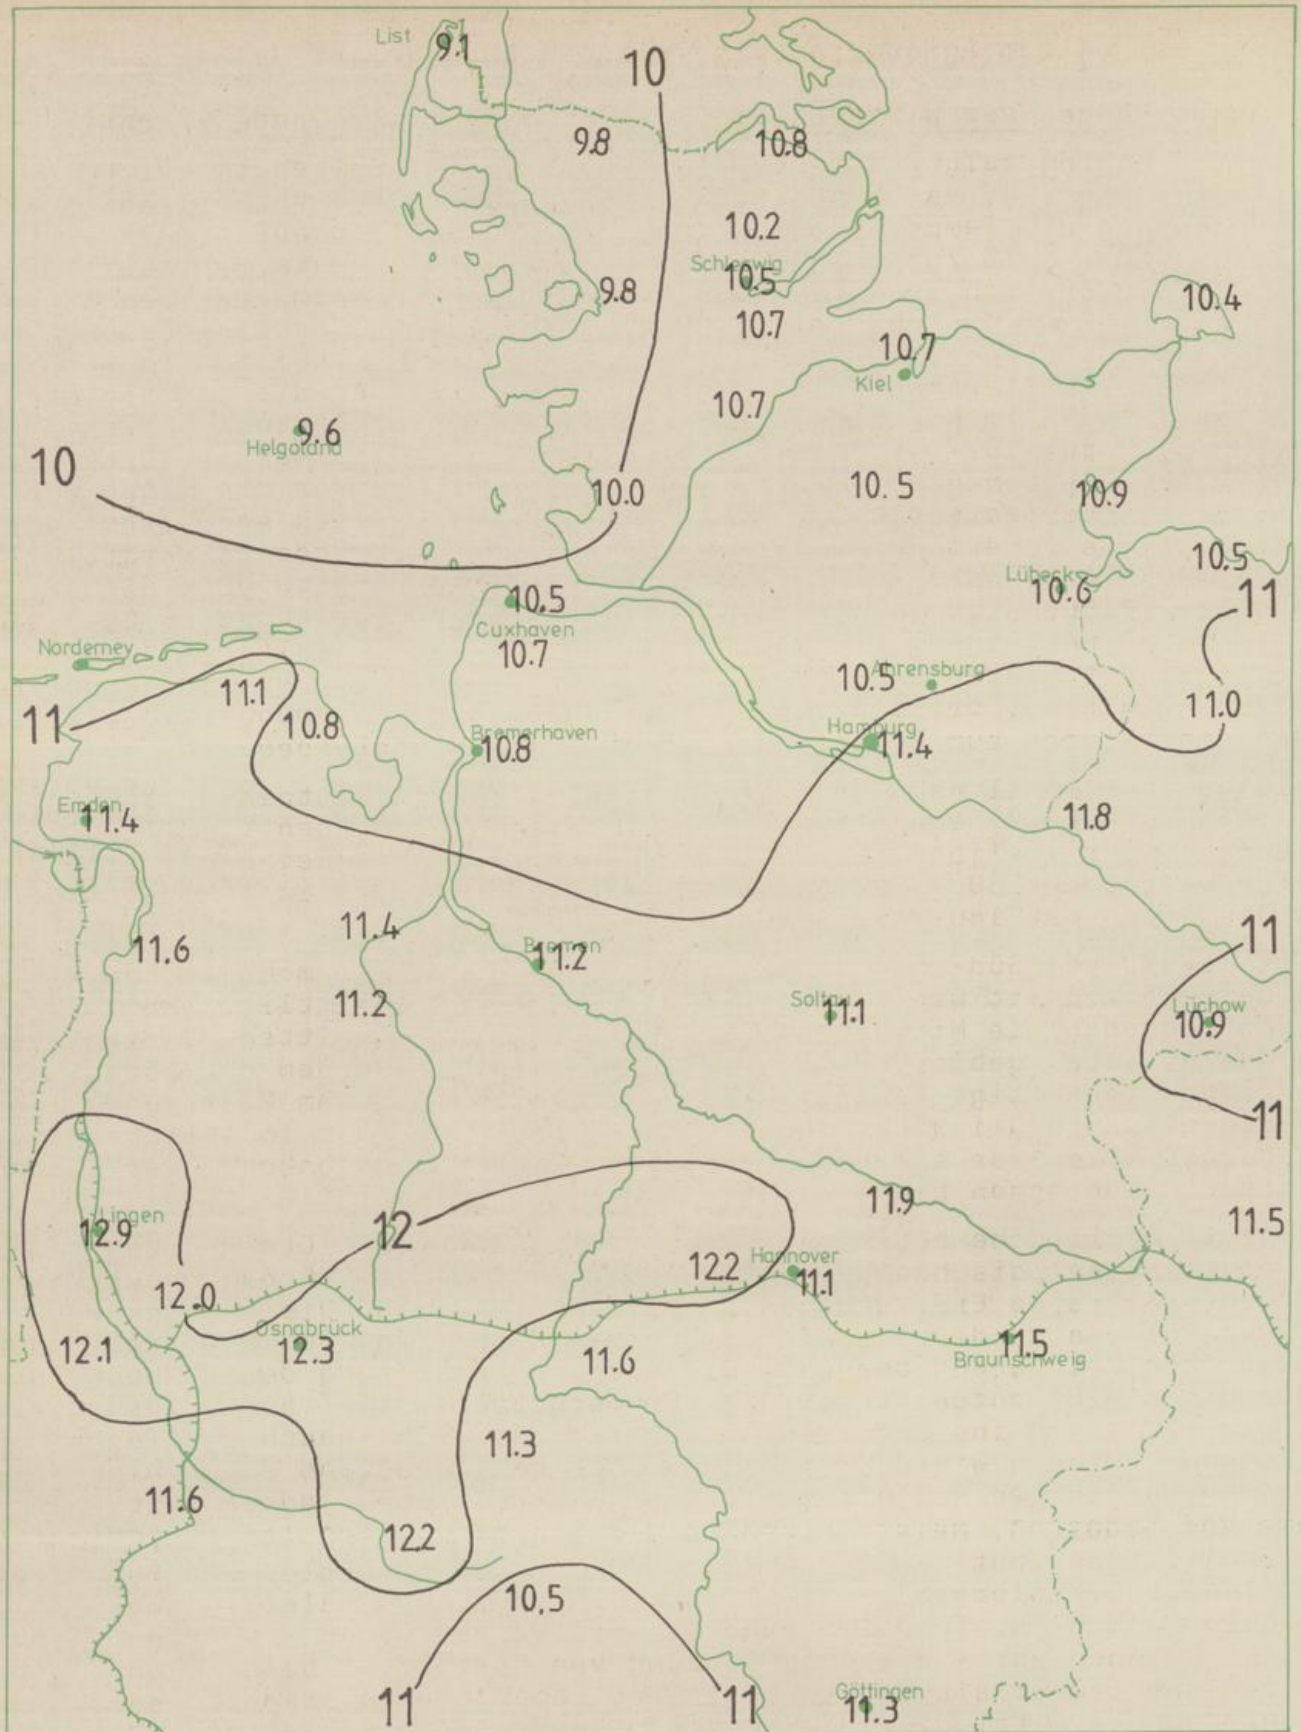 List
9.1
10
9.8
10.8
10.2
Schleswig
10.5
9.8
10.7
10.4
10.7
Kiel
10.7
9.6
Helgoland
10
10.0
10.5
10.9
10.5
Lübeck
10.6
11
10.5
Cuxhaven
10.7
Norderney
11.1
10.5
Ahrensburg
11
10.8
11.0
Bremerhaven
10.8
Hamburg
11.4
Emden
11.4
11.8
11.4
11.6
Bremen
11.2
11
11.2
Soltau
11.1
Lüchow
10.9
11
11.9
Lingen
12.9
12
11.5
12.2
Hannover
11.1
12.0
Osnabrück
12.3
12.1
11.6
11.5
Braunschweig
11.3
11.6
12.2
10,5
11
11
Göttingen
11.3